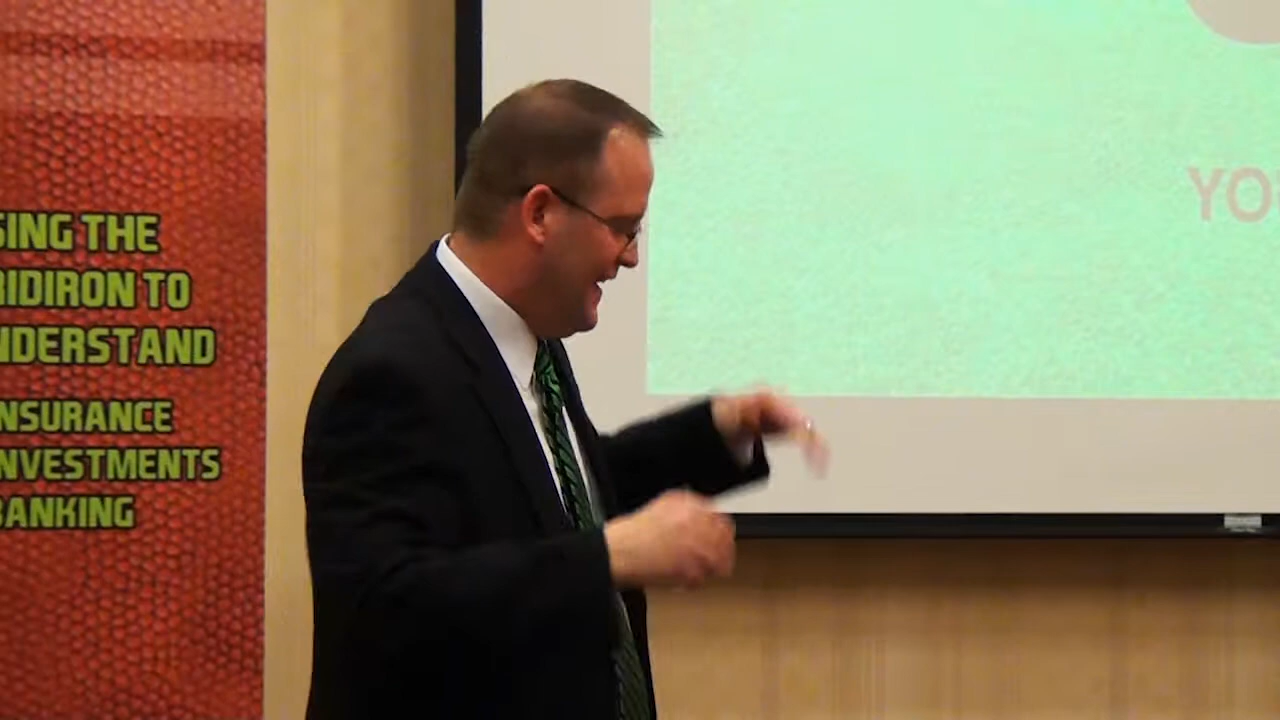 SING THE
RIDIRON TO
NDERSTAND
NSURANCE
NVESTMENTS
BANKING
YO